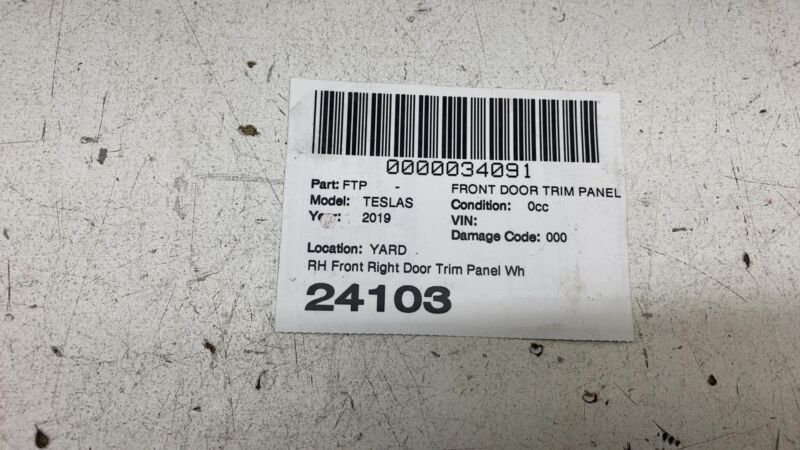 0000034091
Part: FTP - FRONT DOOR TRIM PANEL
Model: TESLAS Condition: 0cc
Year: 2019 VIN:
Damage Code: 000
Location: YARD
RH Front Right Door Trim Panel Wh
24103